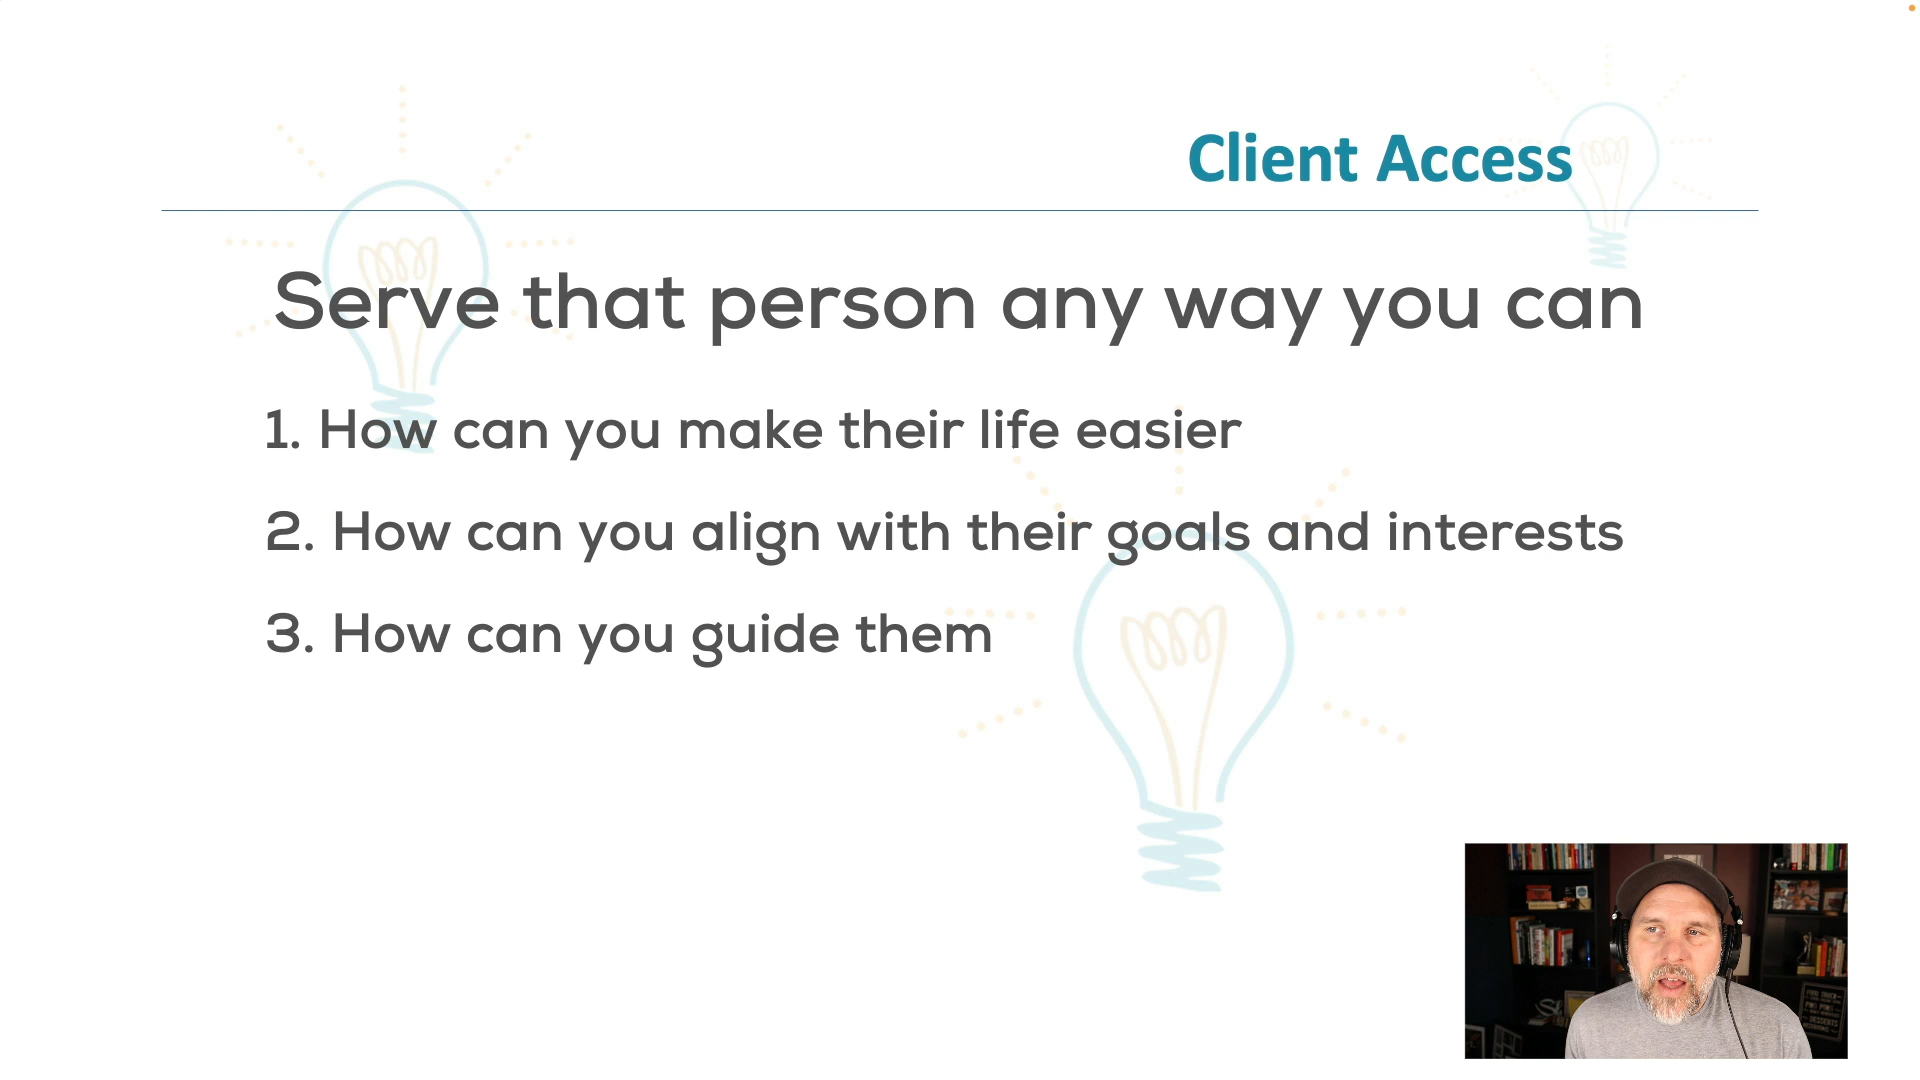 Client Access
Serve that person any way you can
1. How can you make their life easier
2. How can you align with their goals and interests
3. How can you guide them